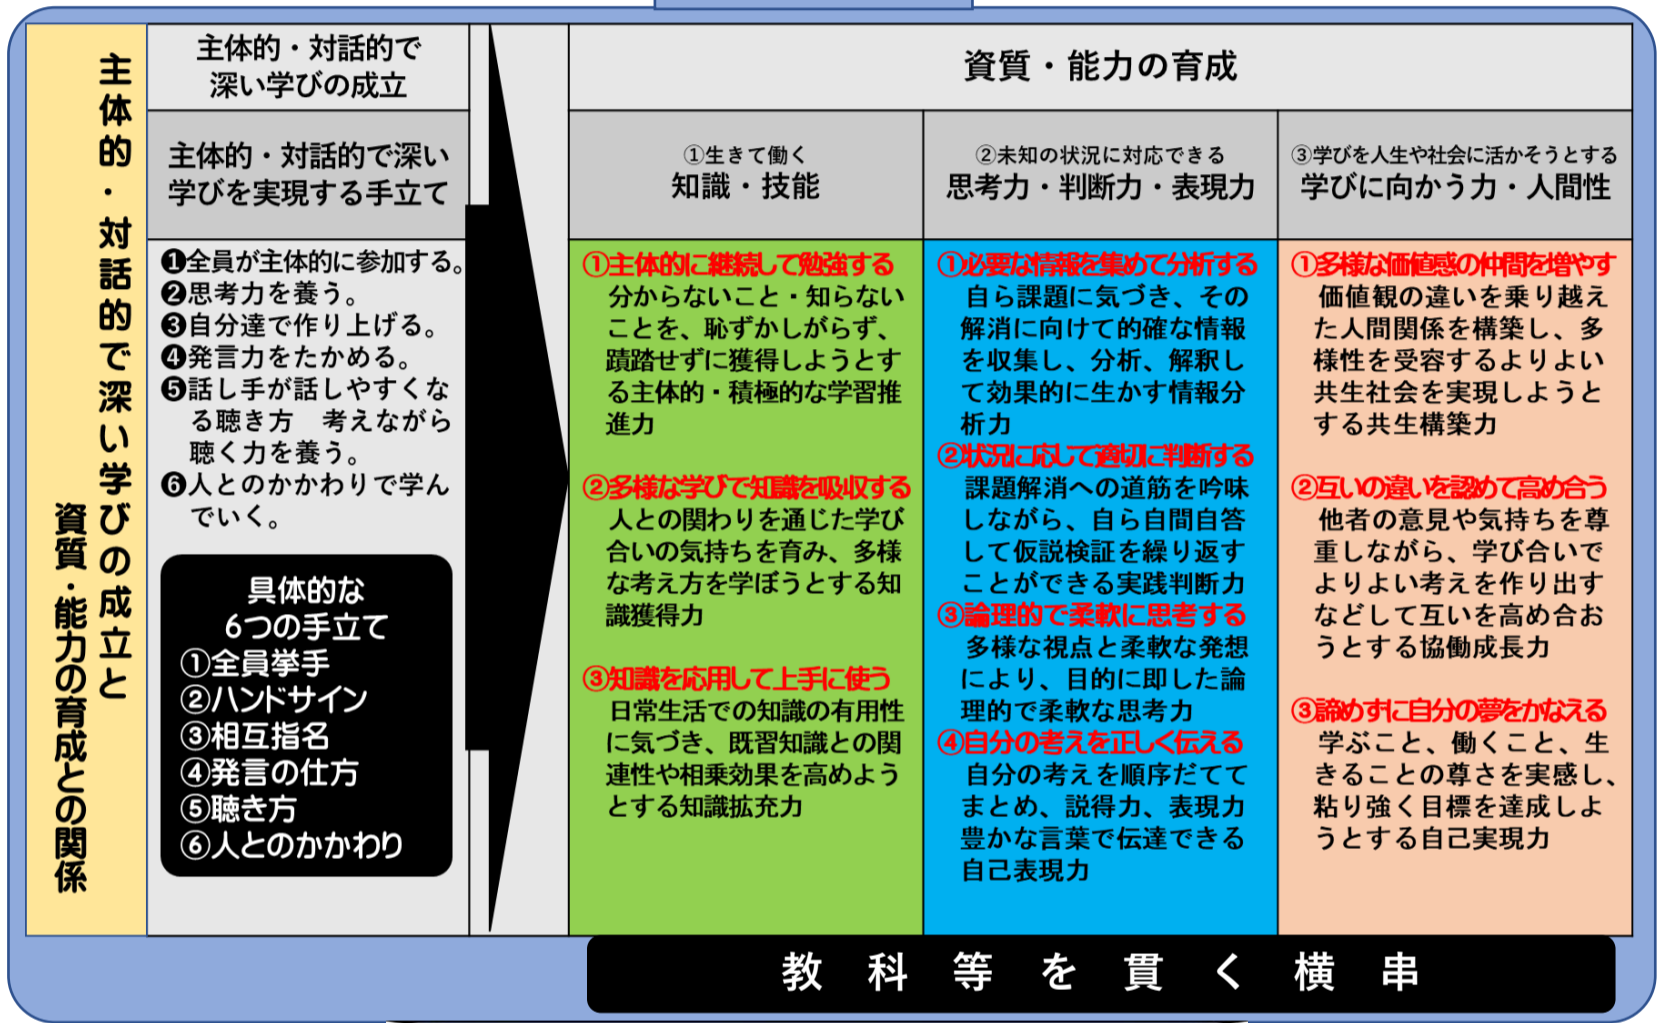 主体的・対話的で深い学びの成立と
資質・能力の育成との関係
主体的・対話的で
深い学びの成立
主体的・対話的で深い
学びを実現する手立て
❶全員が主体的に参加する。
❷思考力を養う。
❸自分達で作り上げる。
❹発言力をたかめる。
❺話し手が話しやすくな
る聴き方　考えながら
聴く力を養う。
❻人とのかかわりで学ん
でいく。
具体的な
6つの手立て
①全員挙手
②ハンドサイン
③相互指名
④発言の仕方
⑤聴き方
⑥人とのかかわり
資質・能力の育成
①生きて働く
知識・技能
①主体的に継続して勉強する
分からないこと・知らない
ことを、恥ずかしがらず、
躊踏せずに獲得しようとす
る主体的・積極的な学習推
進力
②多様な学びで知識を吸収する
人との関わりを通じた学び
合いの気持ちを育み、多様
な考え方を学ぼうとする知
識獲得力
③知識を応用して上手に使う
日常生活での知識の有用性
に気づき、既習知識との関
連性や相乗効果を高めよう
とする知識拡充力
②未知の状況に対応できる
思考力・判断力・表現力
①必要な情報を集めて分析する
自ら課題に気づき、その
解消に向けて的確な情報
を収集し、分析、解釈し
て効果的に生かす情報分
析力
②状況に応じて適切に判断する
課題解消への道筋を吟味
しながら、自ら自間自答
して仮説検証を繰り返す
ことができる実践判断力
③論理的で柔軟に思考する
多様な視点と柔軟な発想
により、目的に即した論
理的で柔軟な思考力
④自分の考えを正しく伝える
自分の考えを順序だてて
まとめ、説得力、表現力
豊かな言葉で伝達できる
自己表現力
③学びを人生や社会に活かそうとする
学びに向かう力・人間性
①多様な価値感の仲間を増やす
価値観の違いを乗り越え
た人間関係を構築し、多
様性を受容するよりよい
共生社会を実現しようと
する共生構築力
②互いの違いを認めて高め合う
他者の意見や気持ちを尊
重しながら、学び合いで
よりよい考えを作り出す
などして互いを高め合お
うとする協働成長力
③諦めずに自分の夢をかなえる
学ぶこと、働くこと、生
きることの尊さを実感し、
粘り強く目標を達成しよ
うとする自己実現力
教科等を貫く横串